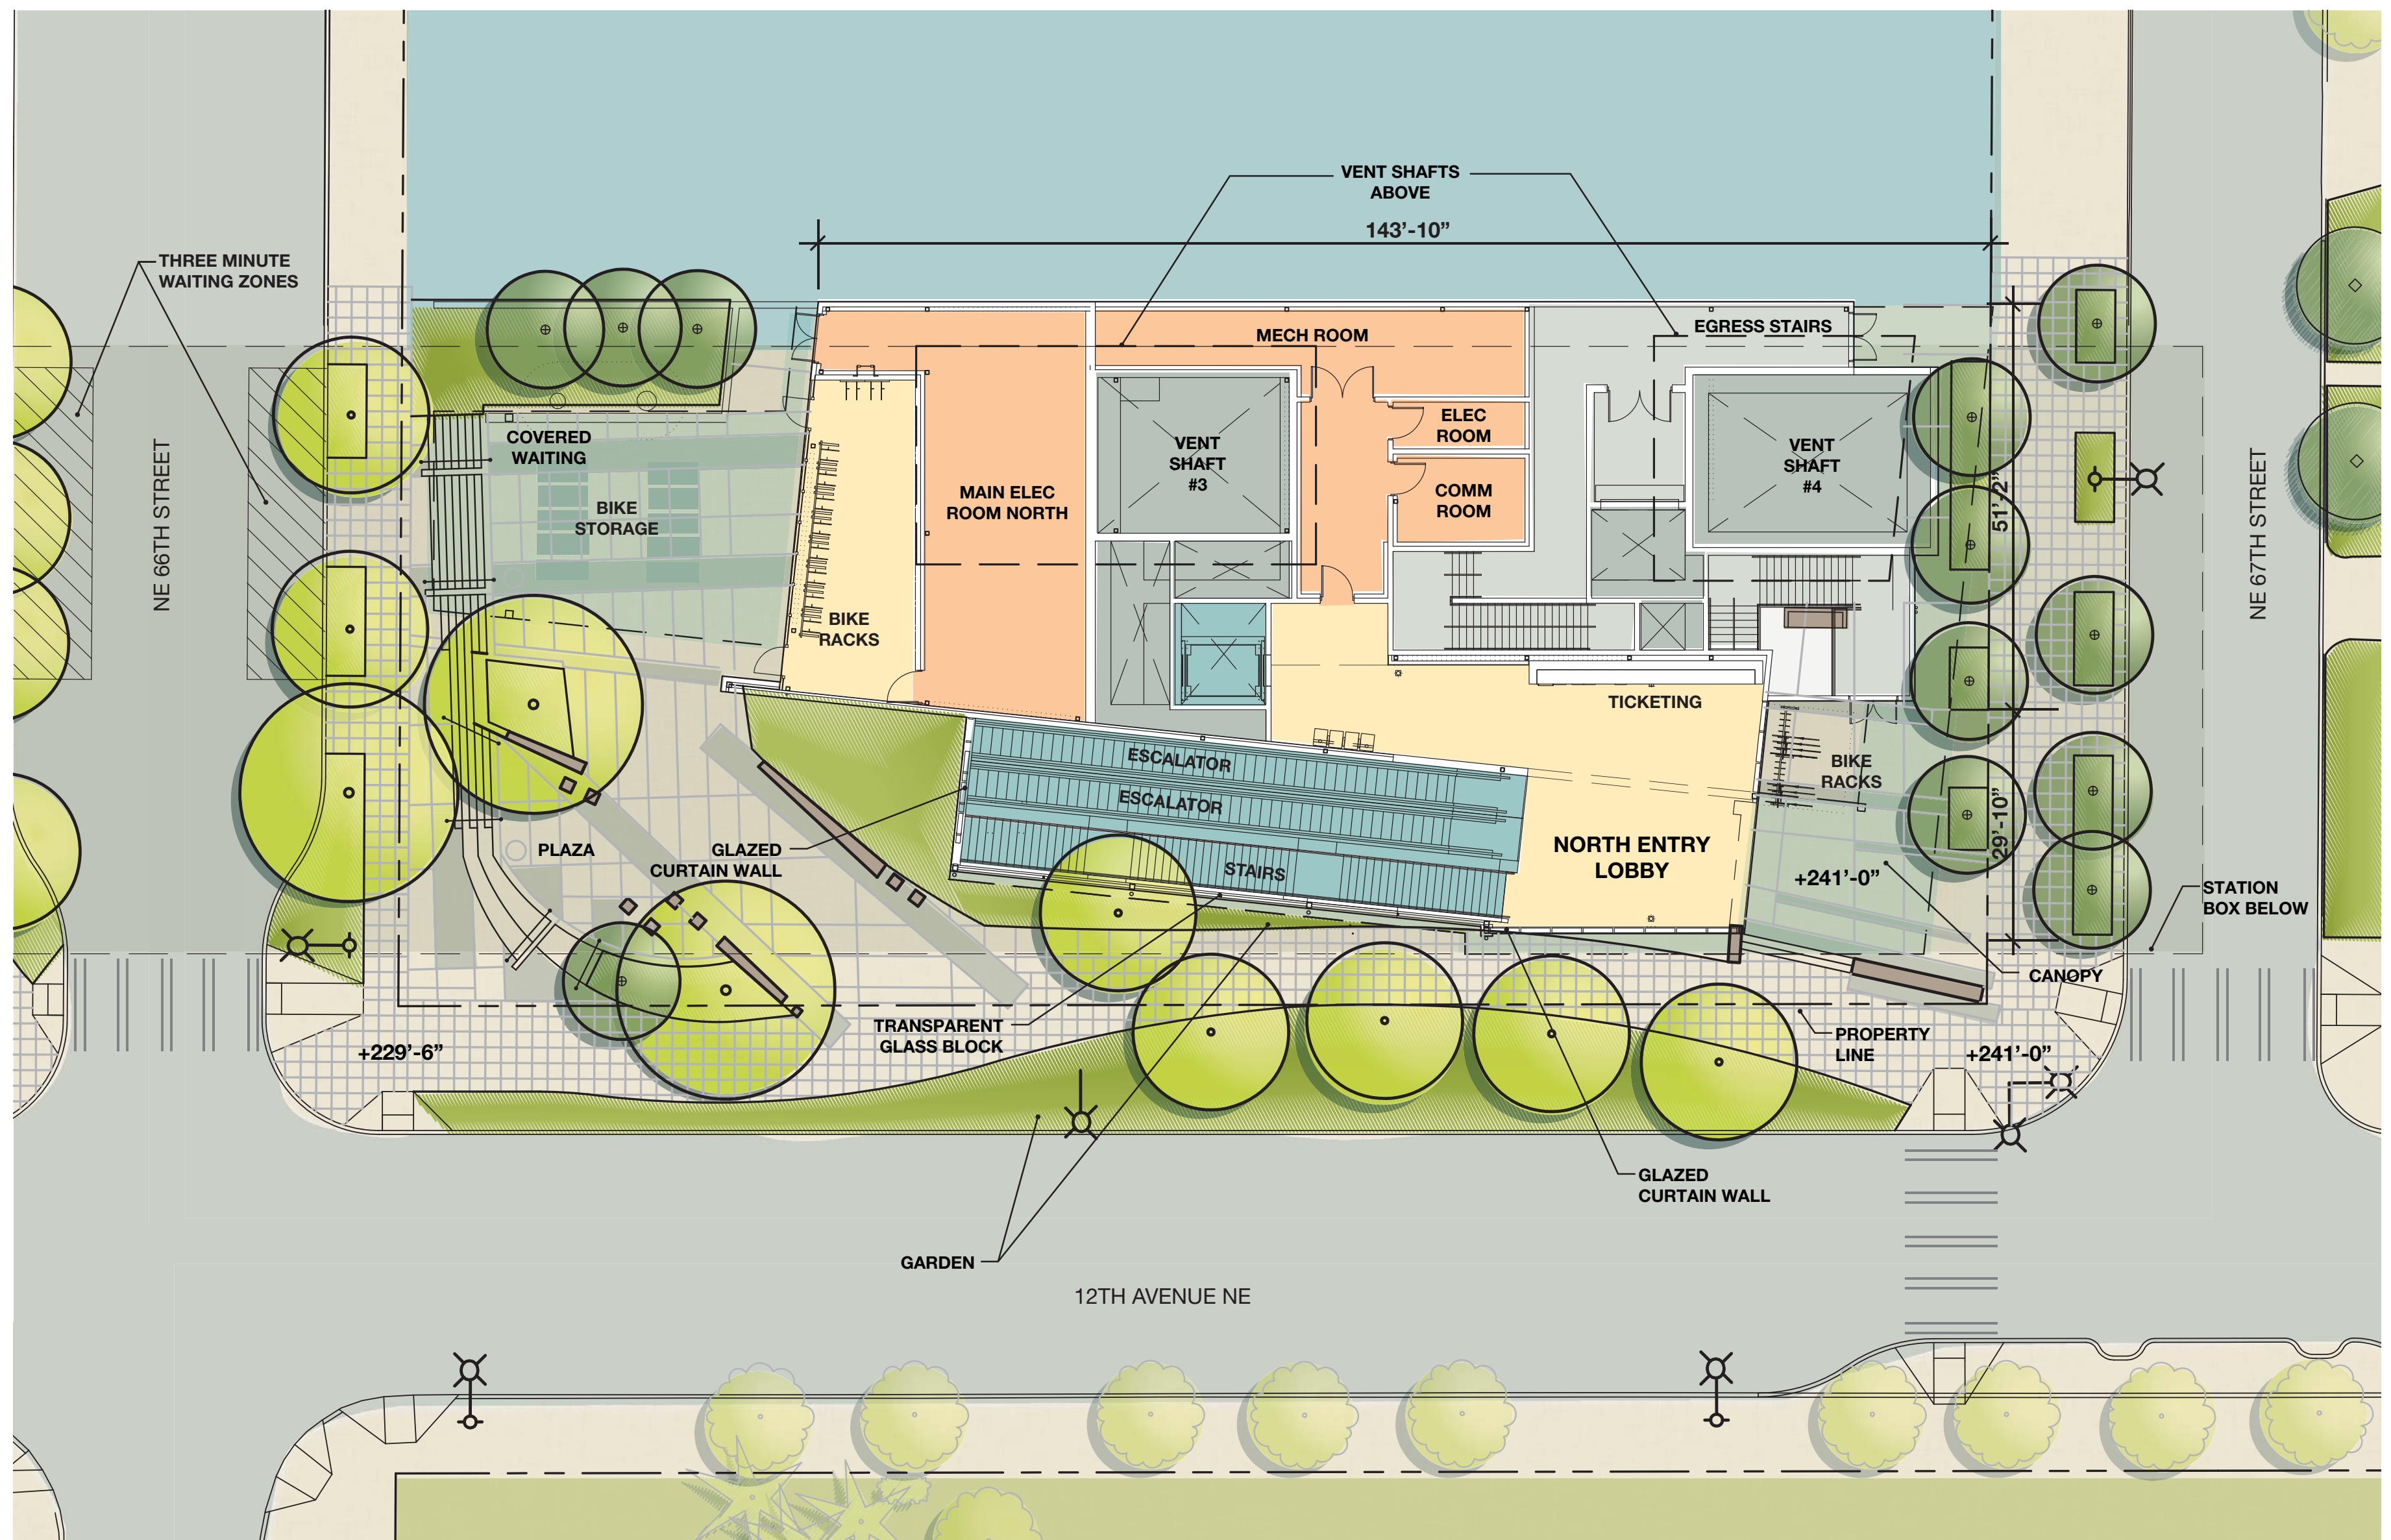 VENT SHAFTS
ABOVE
143’-10”
THREE MINUTE
WAITING ZONES
MECH ROOM
EGRESS STAIRS
COVERED
WAITING
BIKE
STORAGE
NE 66TH STREET
MAIN ELEC
ROOM NORTH
VENT
SHAFT
#3
ELEC
ROOM
COMM
ROOM
VENT
SHAFT
#4
51’-2”
NE 67TH STREET
BIKE
RACKS
TICKETING
ESCALATOR
ESCALATOR
STAIRS
BIKE
RACKS
29’-10”
PLAZA
GLAZED
CURTAIN WALL
NORTH ENTRY
LOBBY
+241’-0”
STATION
BOX BELOW
CANOPY
TRANSPARENT
GLASS BLOCK
PROPERTY
LINE
+229’-6”
+241’-0”
GLAZED
CURTAIN WALL
GARDEN
12TH AVENUE NE